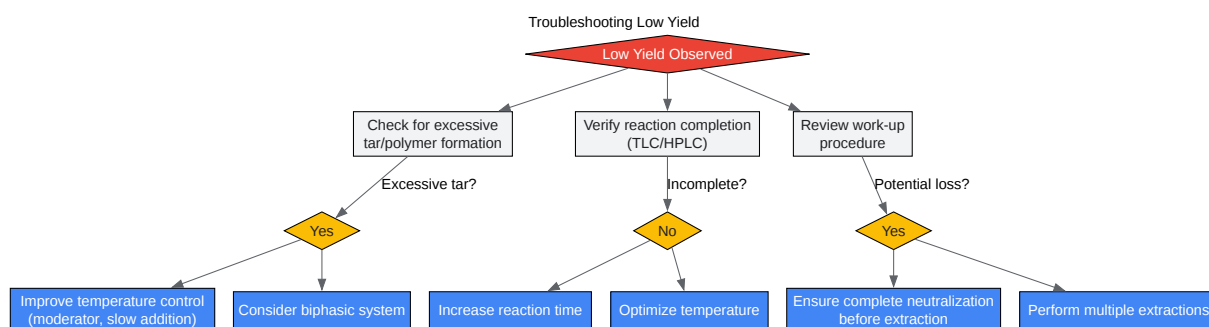 Troubleshooting Low Yield
Low Yield Observed
Check for excessive
tar/polymer formation
Verify reaction completion
(TLC/HPLC)
Review work-up
procedure
Excessive tar?
Incomplete?
Potential loss?
Yes
No
Yes
Improve temperature control
(moderator, slow addition)
Consider biphasic system
Increase reaction time
Optimize temperature
Ensure complete neutralization
before extraction
Perform multiple extractions